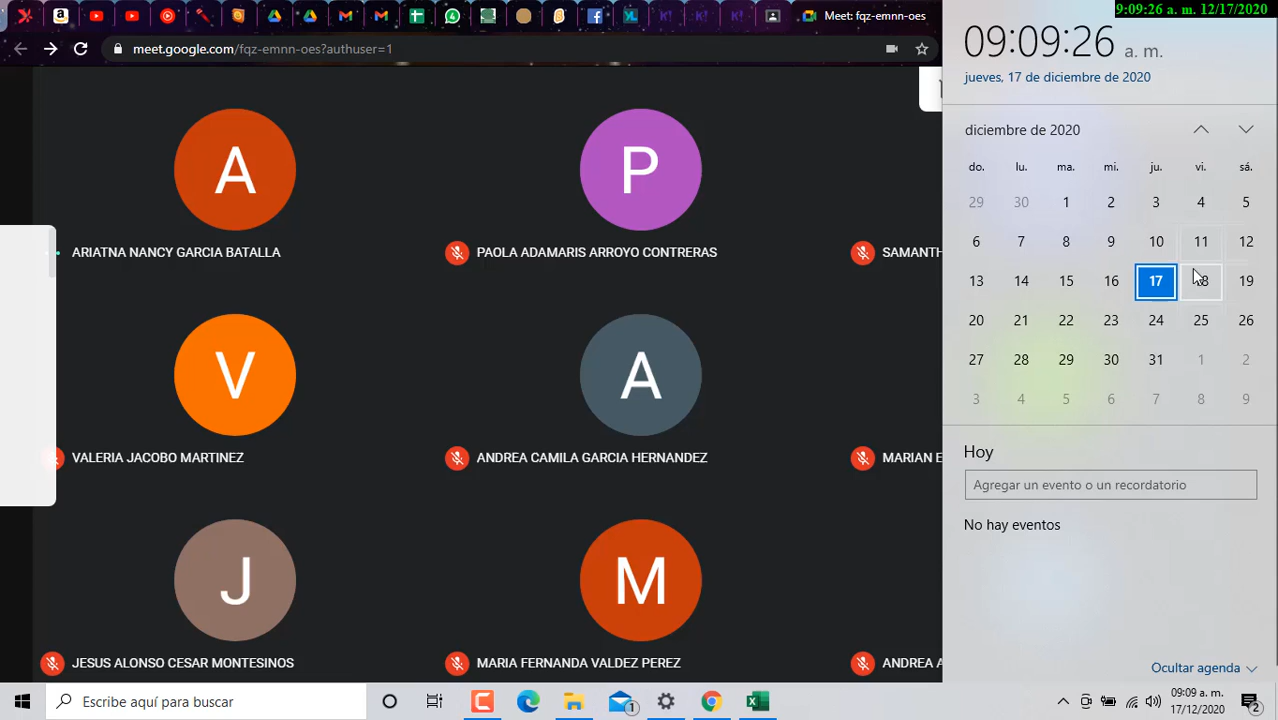 Meet: fqz-emnn-oes
9:09:26 a. m. 12/17/2020
meet.google.com/fqz-emnn-oes?authuser=1
A
ARIATNA NANCY GARCIA BATALLA
P
PAOLA ADAMARIS ARROYO CONTRERAS
SAMANTH
V
VALERIA JACOBO MARTINEZ
A
ANDREA CAMILA GARCIA HERNANDEZ
MARIAN E
J
JESUS ALONSO CESAR MONTESINOS
M
MARIA FERNANDA VALDEZ PEREZ
ANDREA A
09:09:26 a. m.
jueves, 17 de diciembre de 2020
diciembre de 2020
do. lu. ma. mi. ju. vi. sá.
29 30 1 2 3 4 5
6 7 8 9 10 11 12
13 14 15 16 17 18 19
20 21 22 23 24 25 26
27 28 29 30 31 1 2
3 4 5 6 7 8 9
Hoy
Agregar un evento o un recordatorio
No hay eventos
Ocultar agenda
Escribe aquí para buscar
1
09:09 a. m.
17/12/2020
2